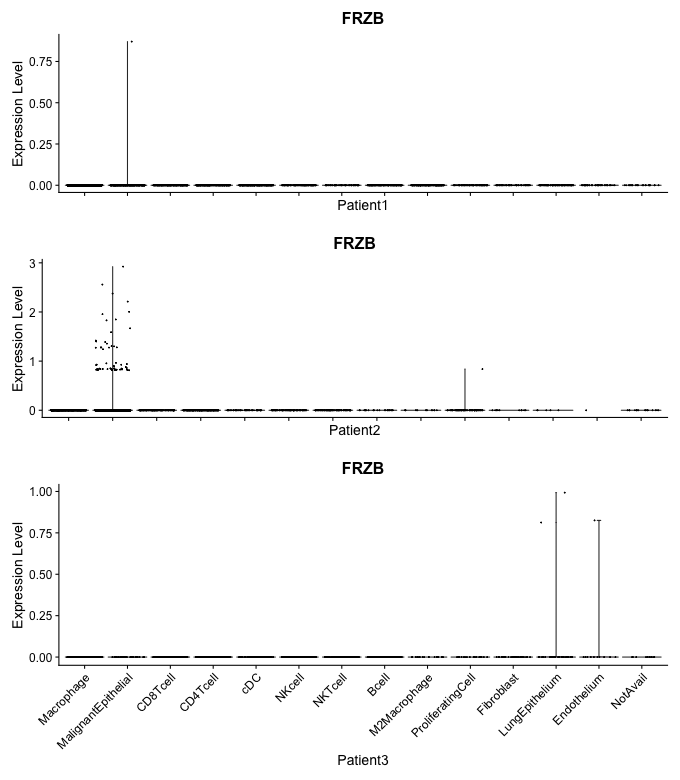 FRZB
Expression Level
0.75
0.50
0.25
0.00
Patient1
FRZB
Expression Level
3
2
1
0
Patient2
FRZB
Expression Level
1.00
0.75
0.50
0.25
0.00
Macrophage
MalignantEpithelial
CD8Tcell
CD4Tcell
cDC
NKcell
NKTcell
Bcell
M2Macrophage
ProliferatingCell
Fibroblast
LungEpithelium
Endothelium
NotAvail
Patient3